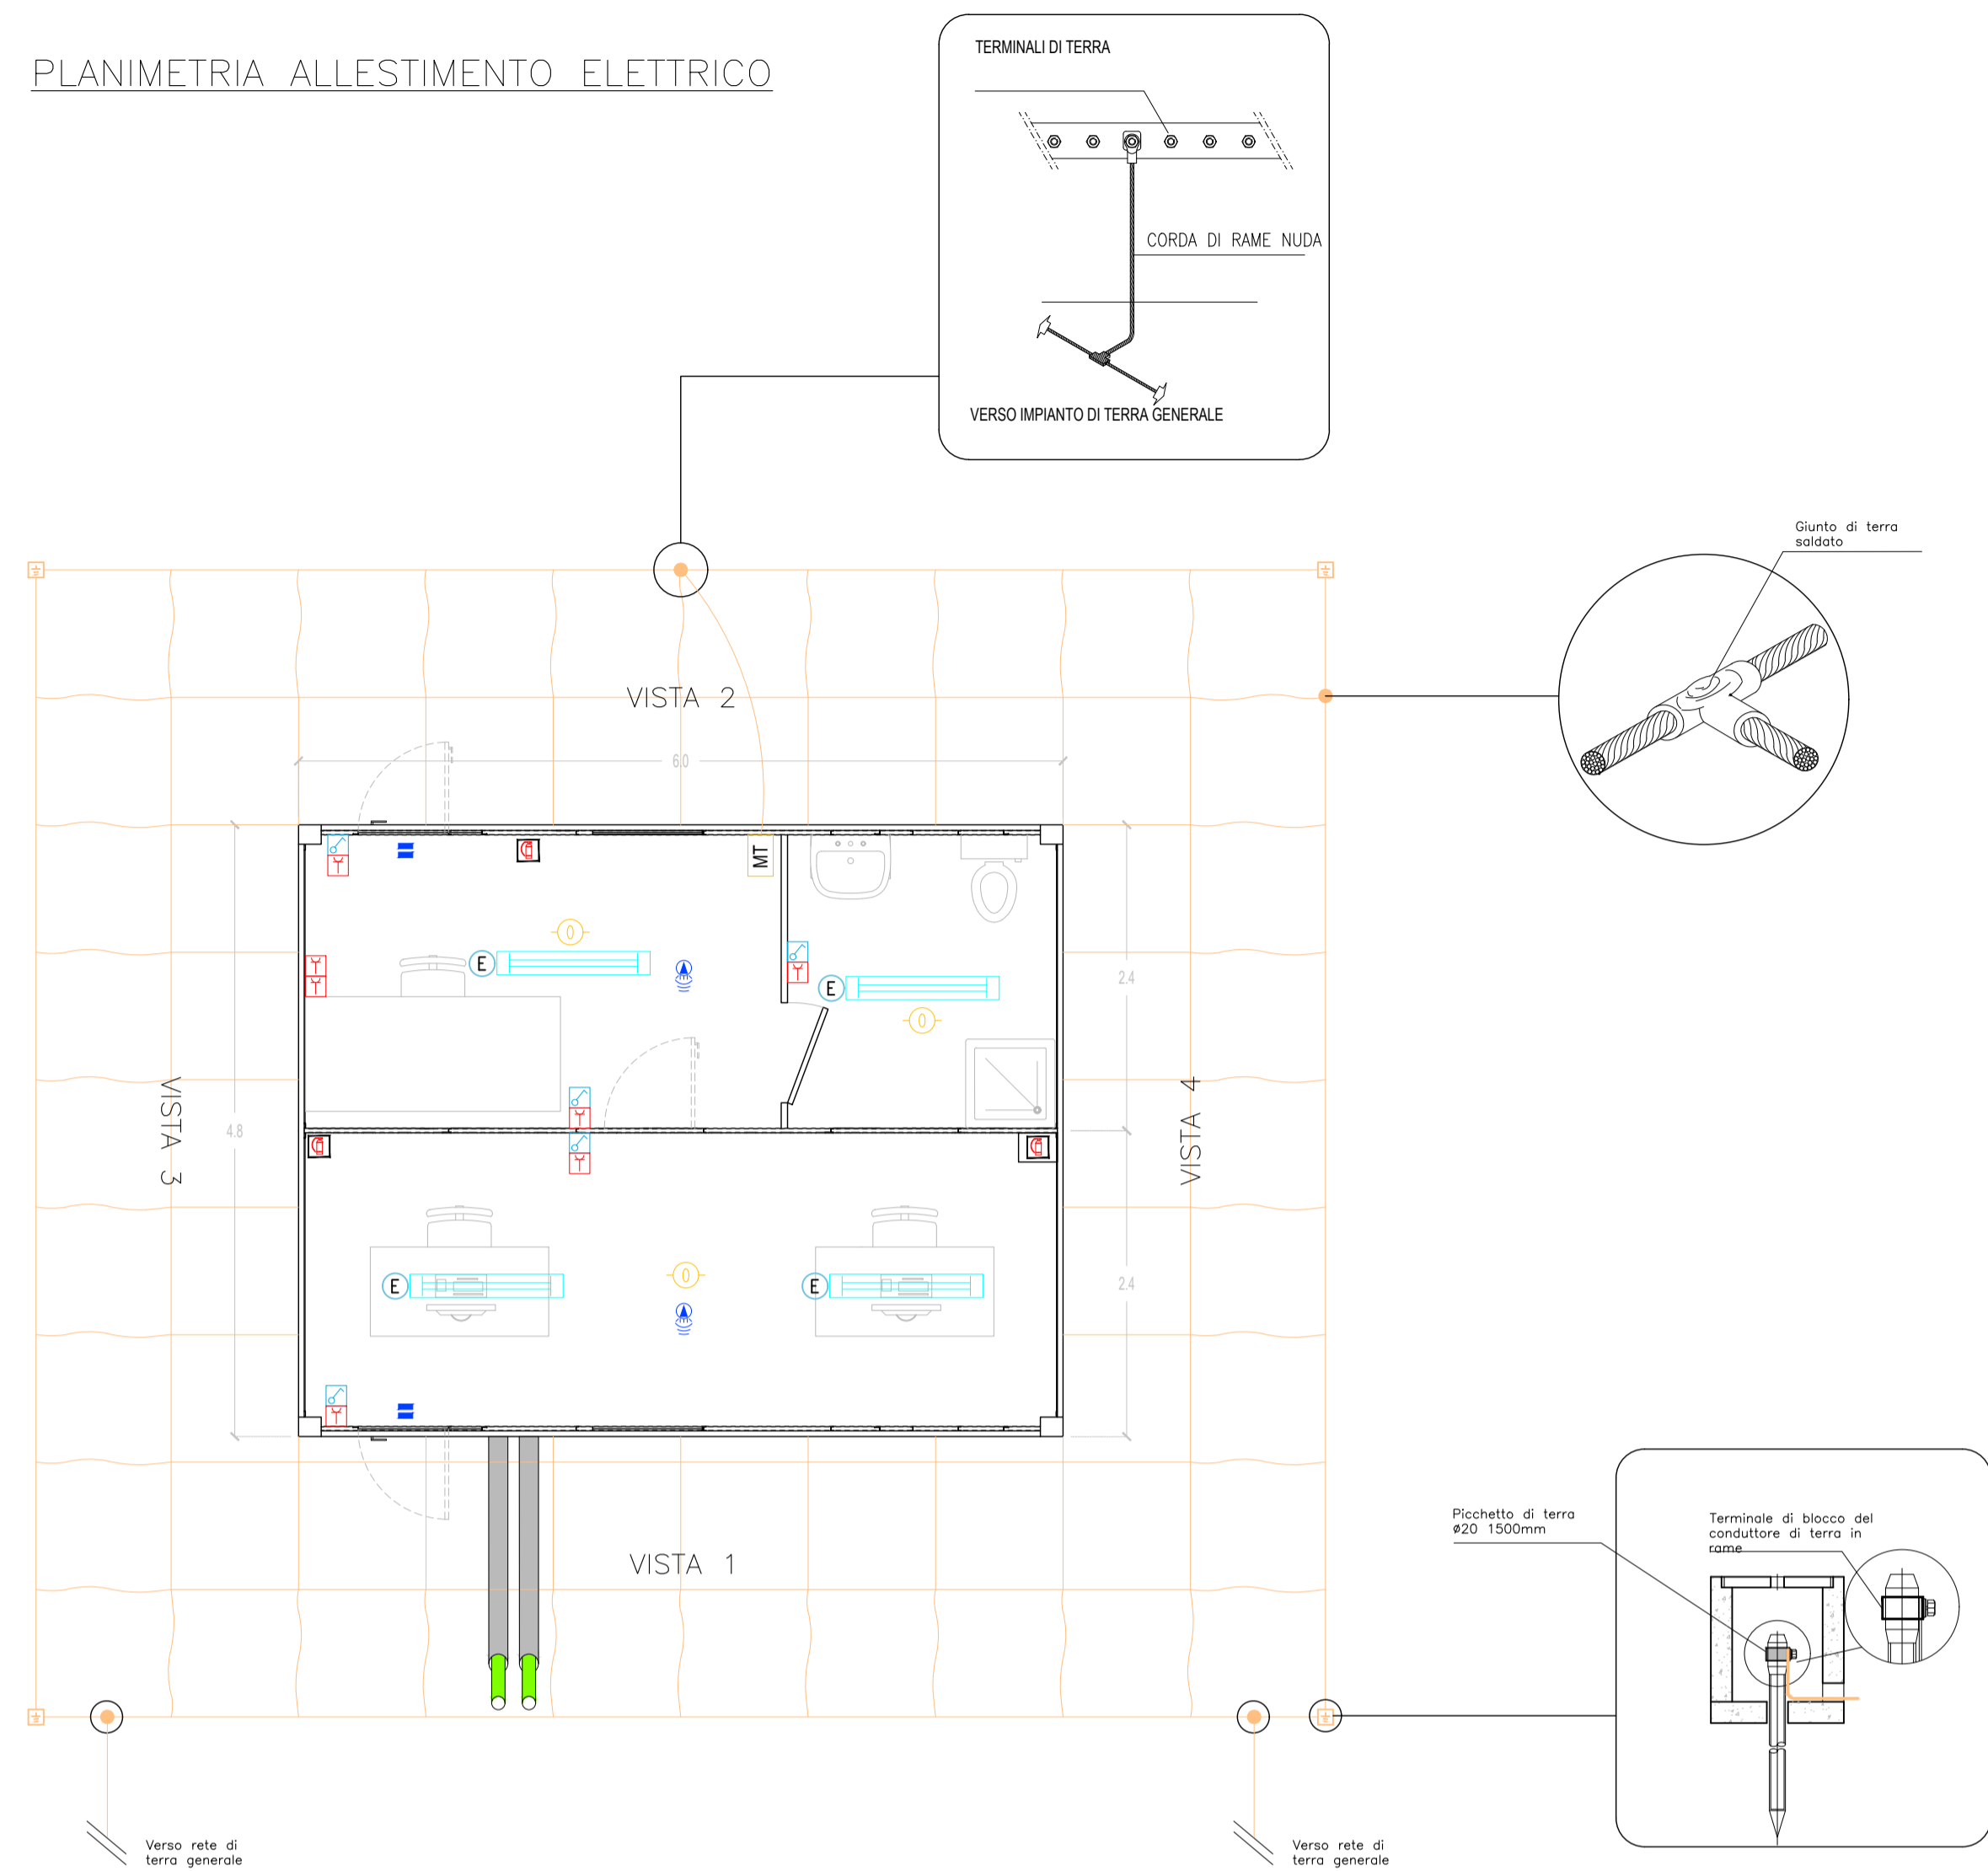 PLANIMETRIA ALLESTIMENTO ELETTRICO
TERMINALI DI TERRA
CORDA DI RAME NUDA
VERSO IMPIANTO DI TERRA GENERALE
Giunto di terra
saldato
VISTA 2
6.0
MT
E
E
2.4
VISTA 3
4.8
VISTA 4
E
E
2.4
VISTA 1
Picchetto di terra
ø20 1500mm
Terminale di blocco del
conduttore di terra in
rame
Verso rete di
terra generale
Verso rete di
terra generale